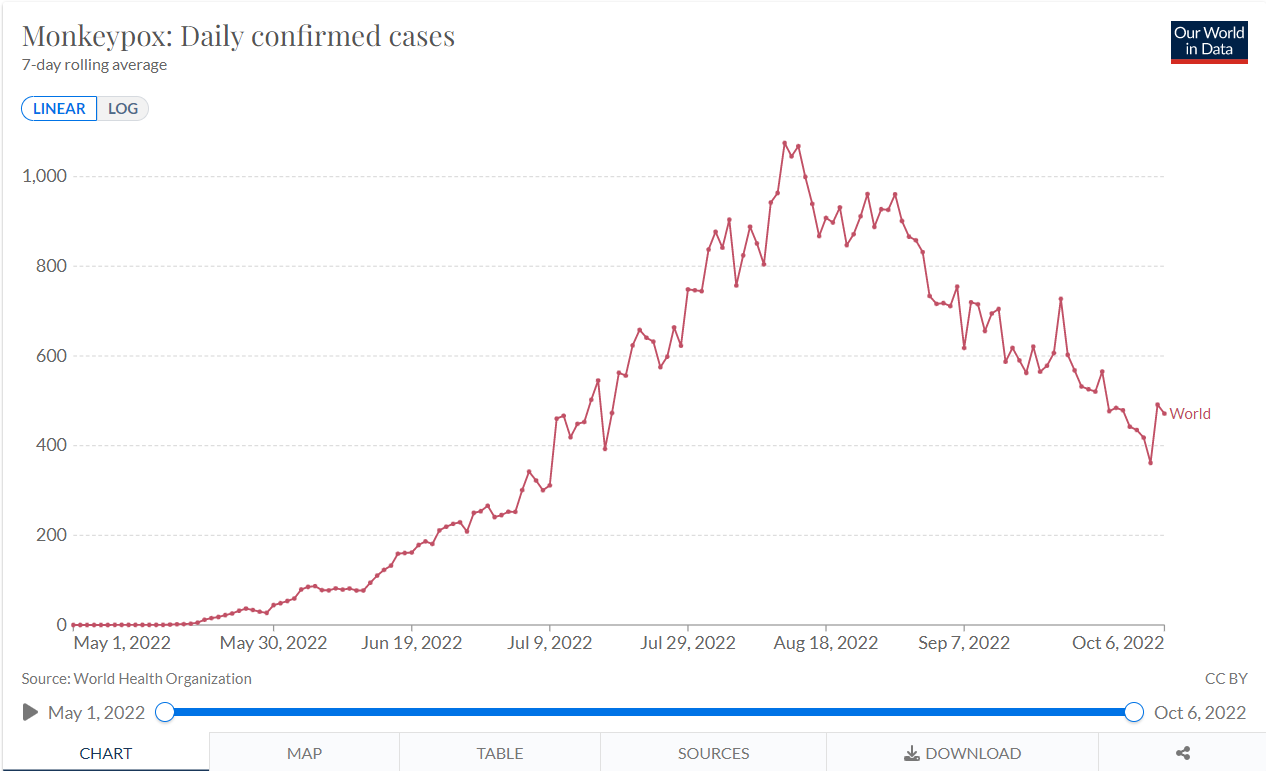 Monkeypox: Daily confirmed cases
7-day rolling average
Our World
in Data
LINEAR LOG
1,000
800
600
400
200
0
World
May 1, 2022 May 30, 2022 Jun 19, 2022 Jul 9, 2022 Jul 29, 2022 Aug 18, 2022 Sep 7, 2022 Oct 6, 2022
Source: World Health Organization CC BY
May 1, 2022 Oct 6, 2022
CHART MAP TABLE SOURCES DOWNLOAD